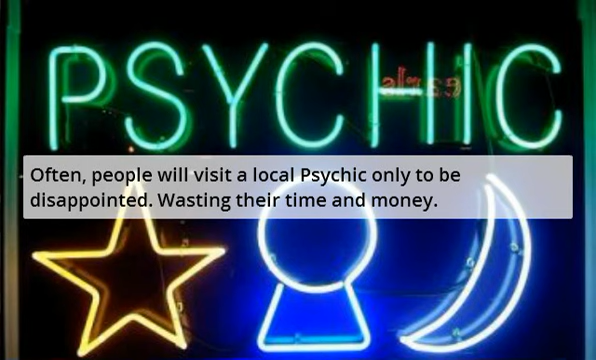 PSYCHIC
Often, people will visit a local Psychic only to be
disappointed. Wasting their time and money.